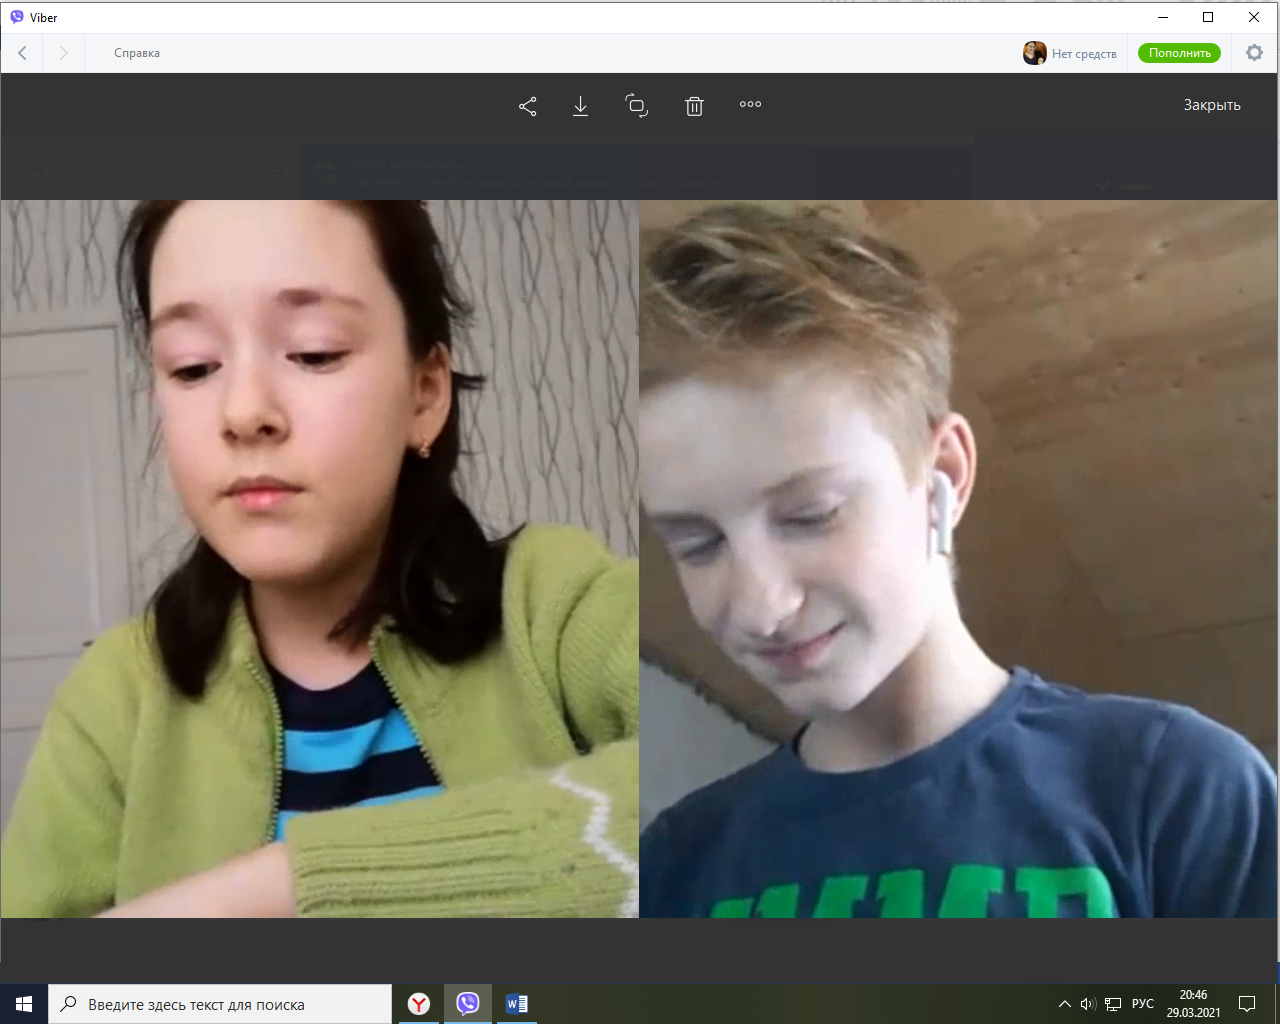 Viber
Справка
Нет средств
Пополнить
Закрыть
Введите здесь текст для поиска
РУС
20:46
29.03.2021